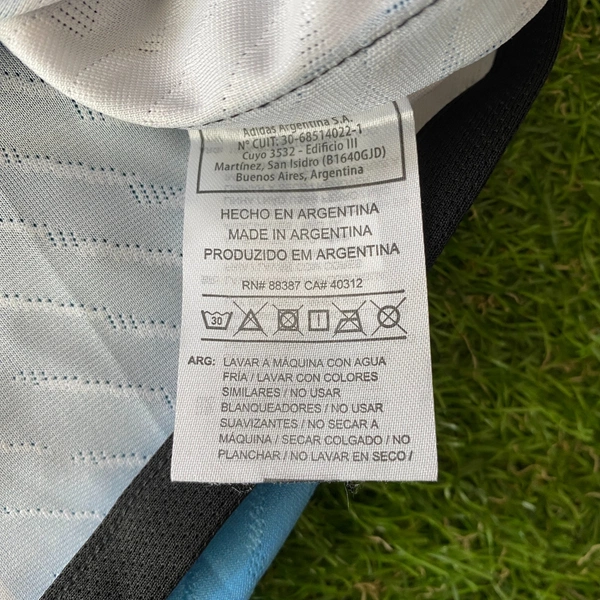 Adidas Argentina S.A.
N° CUIT: 30-68514022-1
Cuyo 3532 - Edificio III
Martínez, San Isidro (B1640GJD)
Buenos Aires, Argentina
HECHO EN ARGENTINA
MADE IN ARGENTINA
PRODUZIDO EM ARGENTINA
RN# 88387 CA# 40312
30
ARG: LAVAR A MÁQUINA CON AGUA
FRÍA / LAVAR CON COLORES
SIMILARES / NO USAR
BLANQUEADORES / NO USAR
SUAVIZANTES / NO SECAR A
MÁQUINA / SECAR COLGADO / NO
PLANCHAR / NO LAVAR EN SECO /